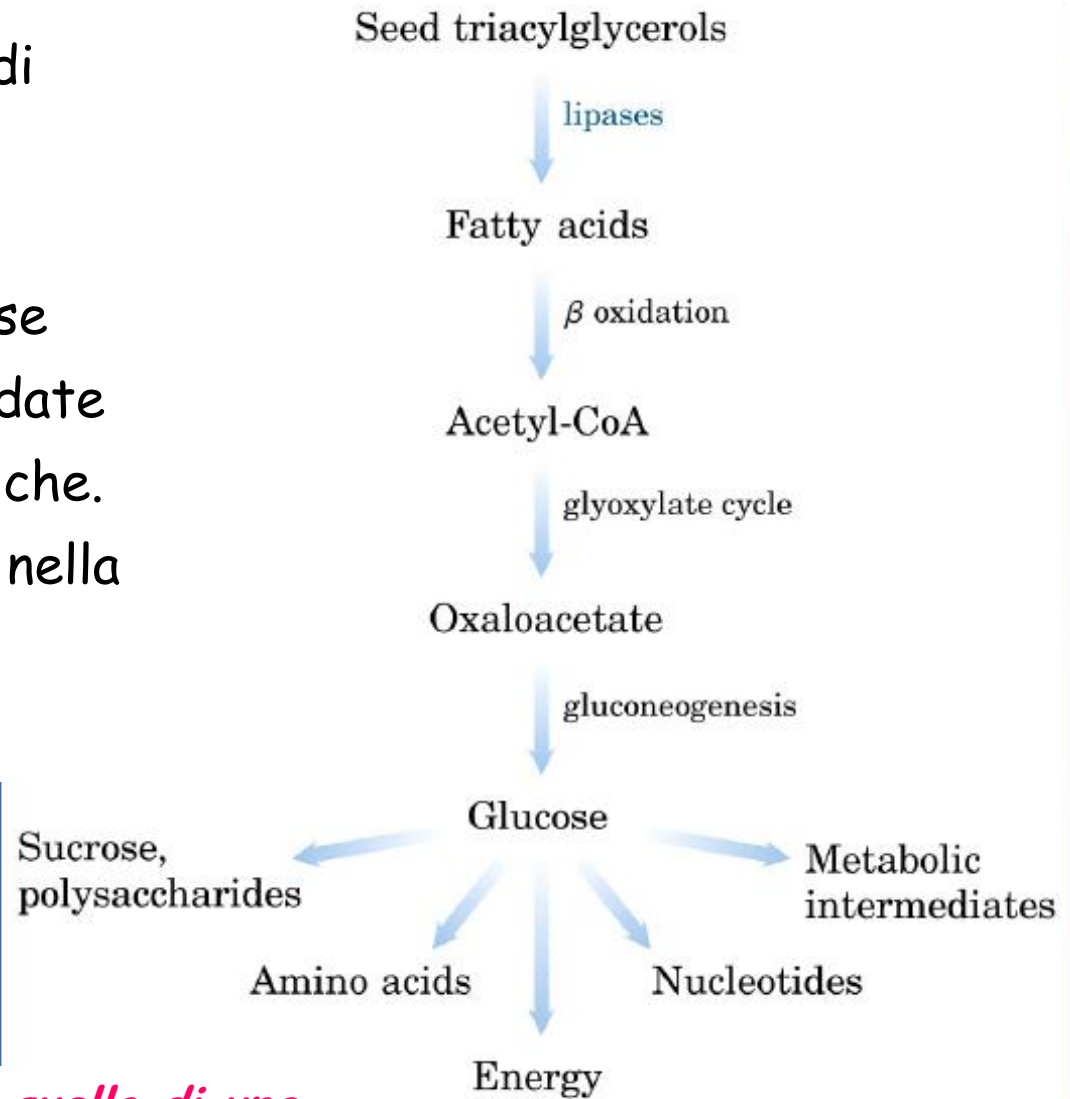 di
se
date
che.
nella
Seed triacylglycerols
lipases
Fatty acids
β oxidation
Acetyl-CoA
glyoxylate cycle
Oxaloacetate
gluconeogenesis
Glucose
Sucrose,
polysaccharides
Metabolic
intermediates
Amino acids
Nucleotides
Energy